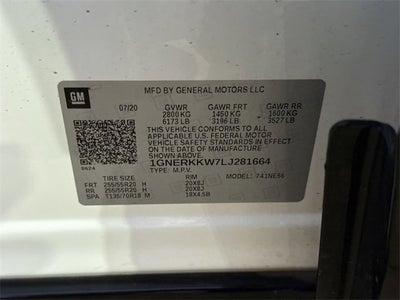 GM
MFD BY GENERAL MOTORS LLC
07/20 GVWR GAWR FRT GAWR RR
2800 KG 1450 KG 1600 KG
6173 LB 3196 LB 3527 LB
THIS VEHICLE CONFORMS TO ALL
APPLICABLE U.S. FEDERAL MOTOR
VEHICLE SAFETY AND THEFT PREVENTION
STANDARDS IN EFFECT ON THE DATE OF
MANUFACTURE SHOWN ABOVE.
1GNERKKW7LJ281664
TYPE: M.P.V. MODEL:
TIRE SIZE RIM
FRT 255/55R20 H 20X8J
RR 255/55R20 H 20X8J
SPA T135/70R18 M 18X4.5B